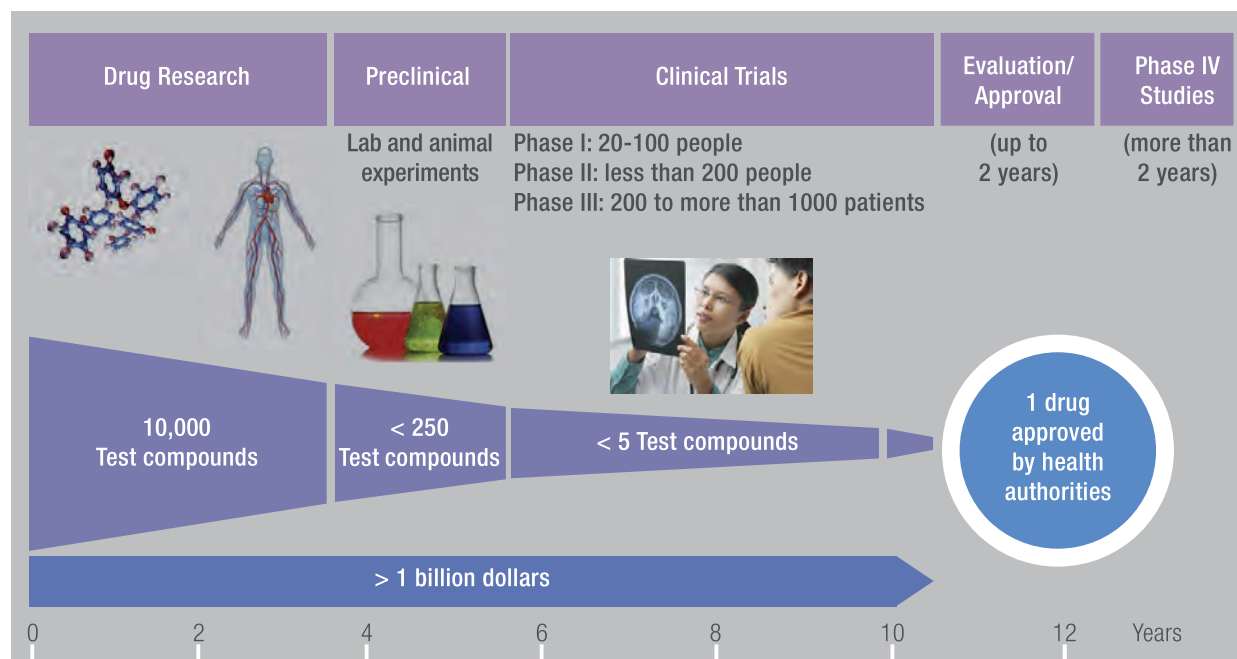 Drug Research
Preclinical
Clinical Trials
Evaluation/
Approval
Phase IV
Studies
Lab and animal
experiments
Phase I: 20-100 people
Phase II: less than 200 people
Phase III: 200 to more than 1000 patients
(up to
2 years)
(more than
2 years)
10,000
Test compounds
< 250
Test compounds
< 5 Test compounds
1 drug
approved
by health
authorities
> 1 billion dollars
0 2 4 6 8 10 12 Years